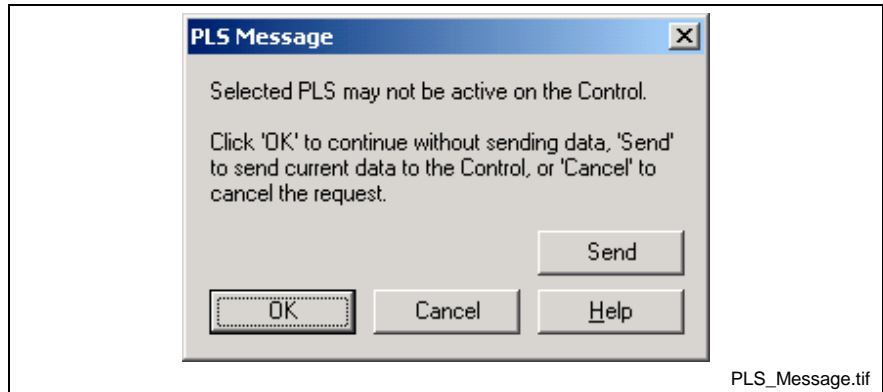 PLS Message
Selected PLS may not be active on the Control.
Click 'OK' to continue without sending data, 'Send'
to send current data to the Control, or 'Cancel' to
cancel the request.
Send
OK Cancel Help
PLS_Message.tif